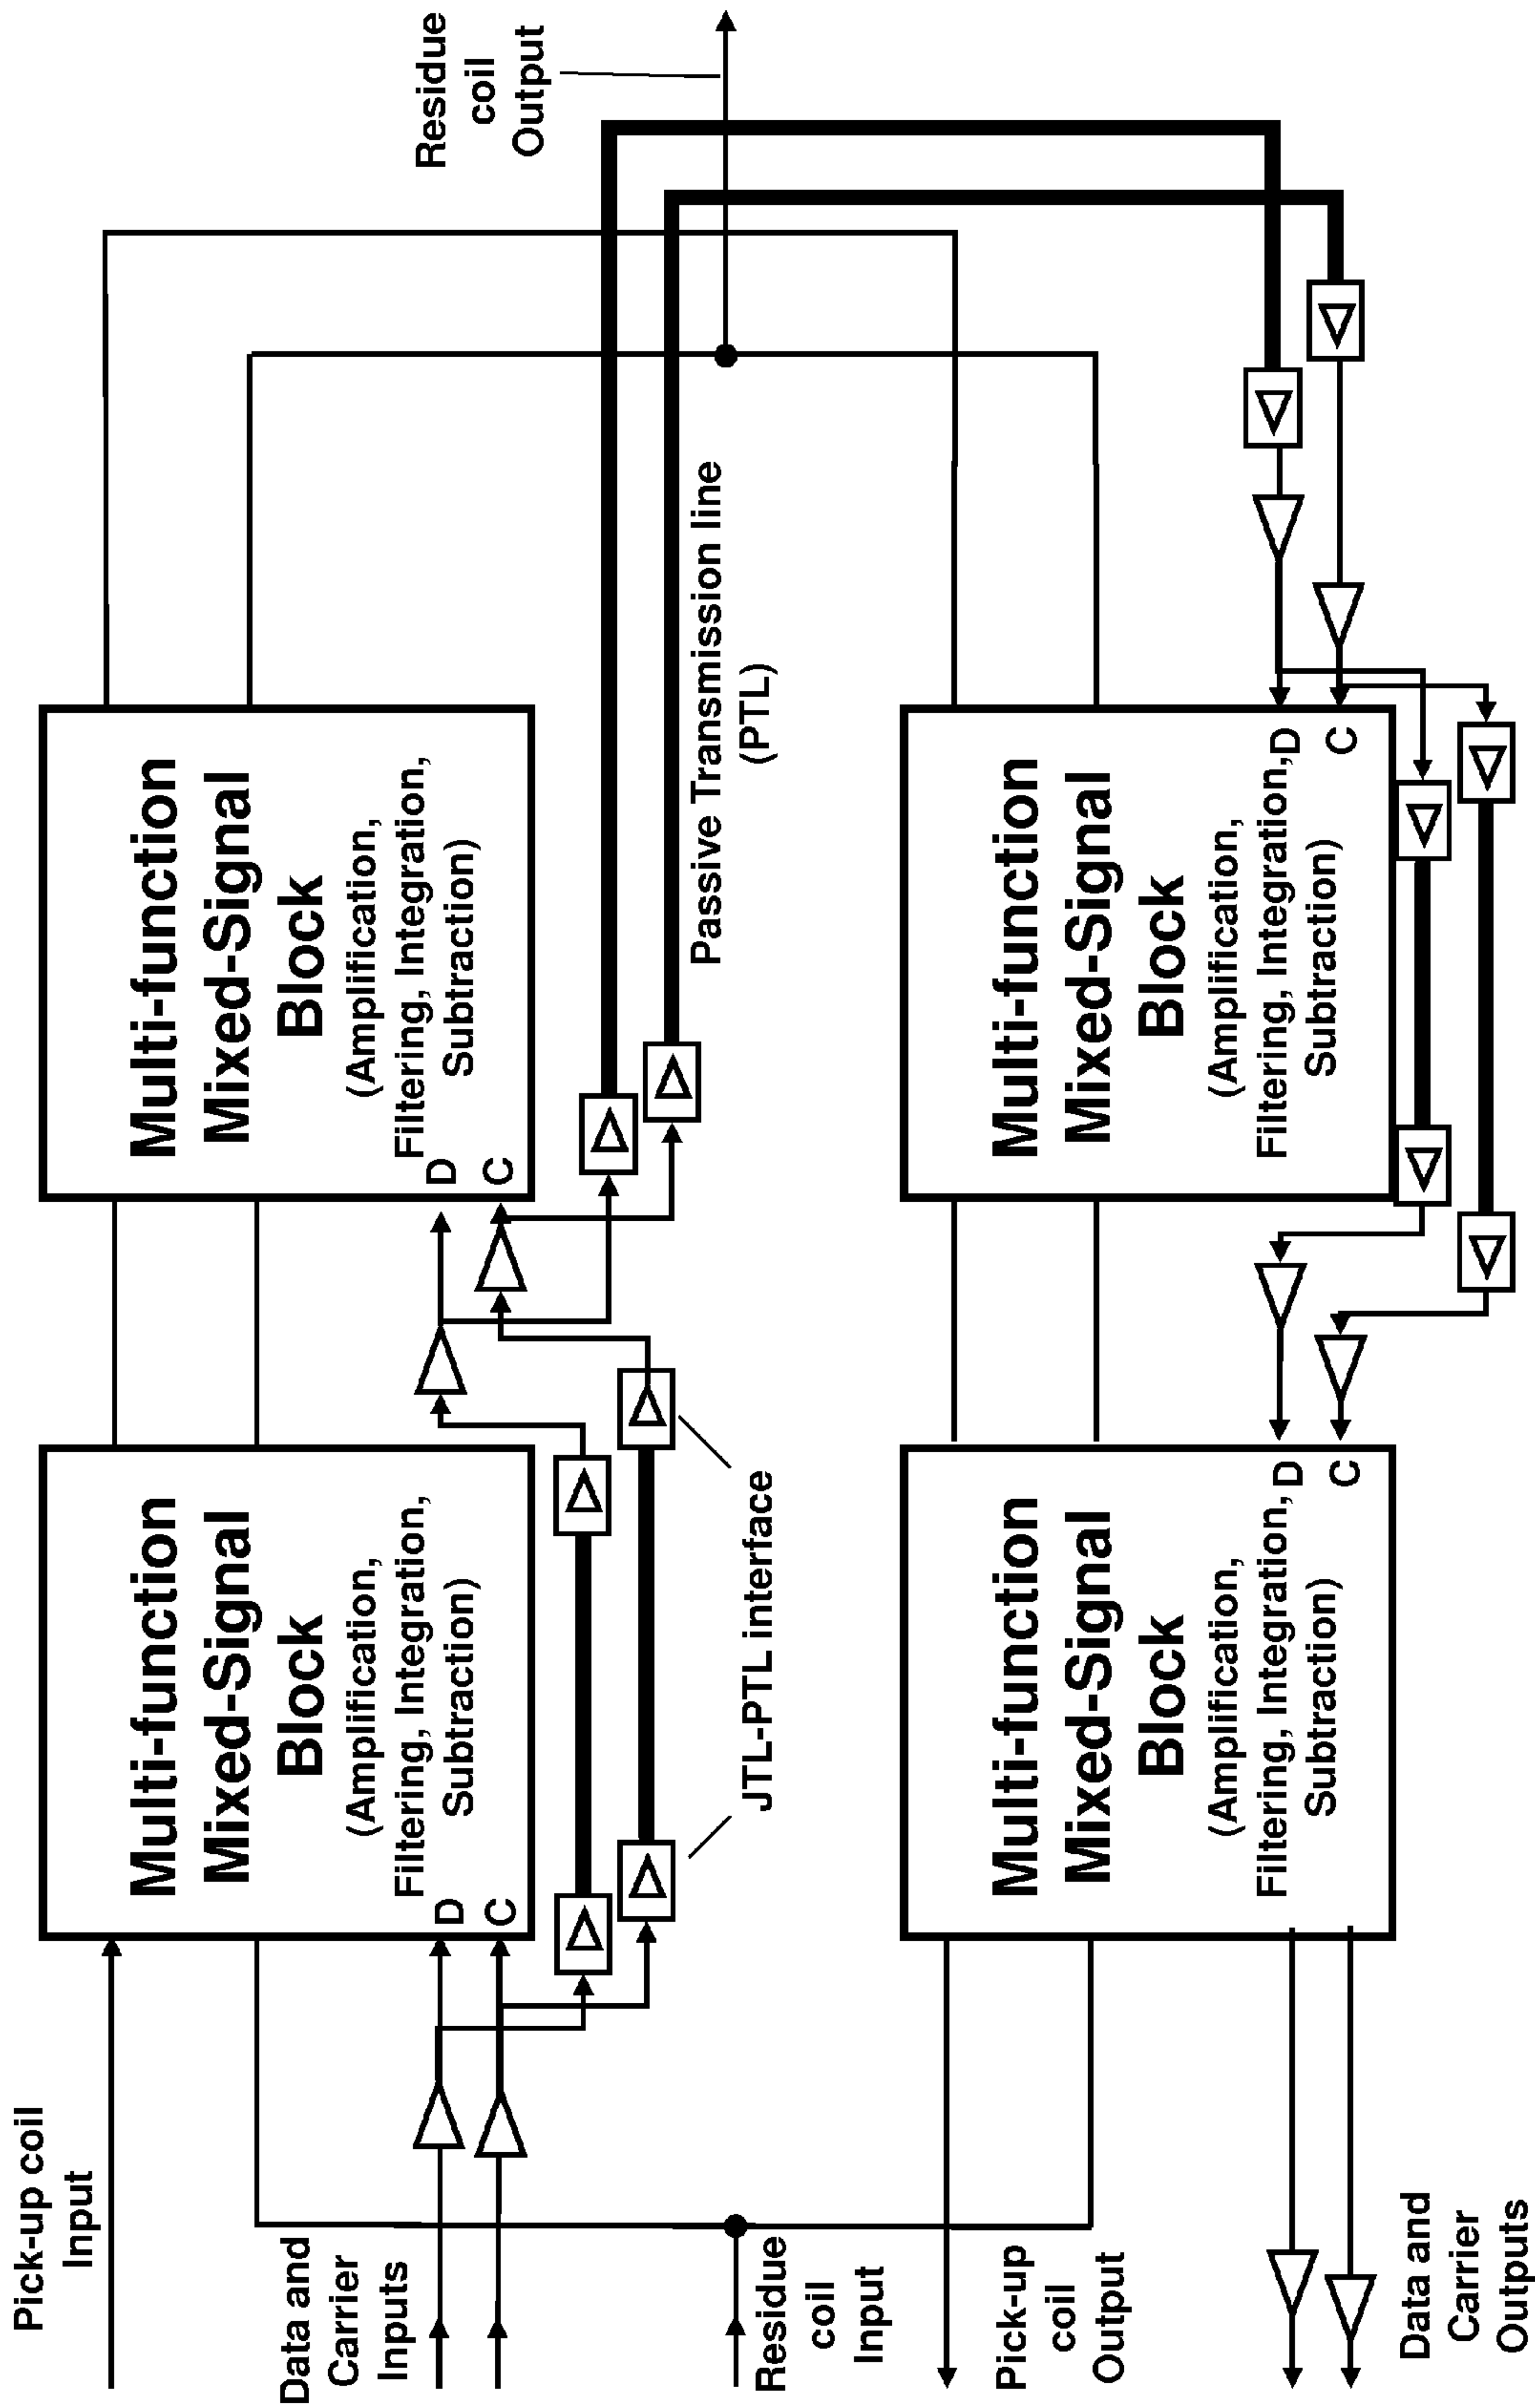 Pick-up coil
Input
Data and
Carrier
Inputs
Multi-function
Mixed-Signal
Block
(Amplification,
Filtering, Integration,
Subtraction)
D
C
Multi-function
Mixed-Signal
Block
(Amplification,
Filtering, Integration,
Subtraction)
D
C
Residue
coil
Output
JTL-PTL interface
Passive Transmission line
(PTL)
Residue
coil
Input
Pick-up
coil
Output
Data and
Carrier
Outputs
Multi-function
Mixed-Signal
Block
(Amplification,
Filtering, Integration,
Subtraction)
D
C
Multi-function
Mixed-Signal
Block
(Amplification,
Filtering, Integration,
Subtraction)
D
C